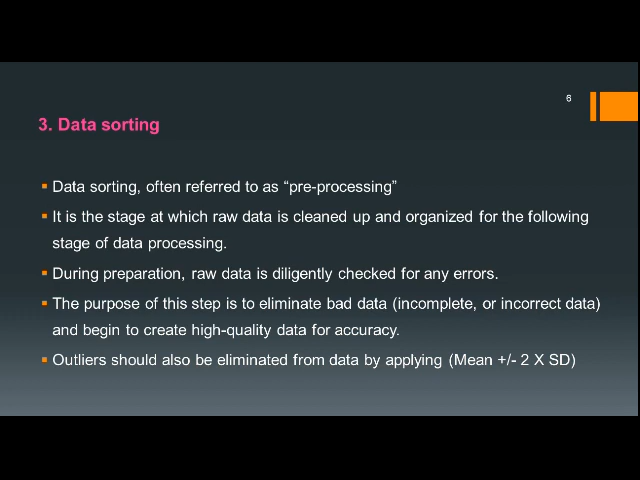 6
3. Data sorting
▪ Data sorting, often referred to as “pre-processing”
▪ It is the stage at which raw data is cleaned up and organized for the following
stage of data processing.
▪ During preparation, raw data is diligently checked for any errors.
▪ The purpose of this step is to eliminate bad data (incomplete, or incorrect data)
and begin to create high-quality data for accuracy.
▪ Outliers should also be eliminated from data by applying (Mean +/- 2 X SD)